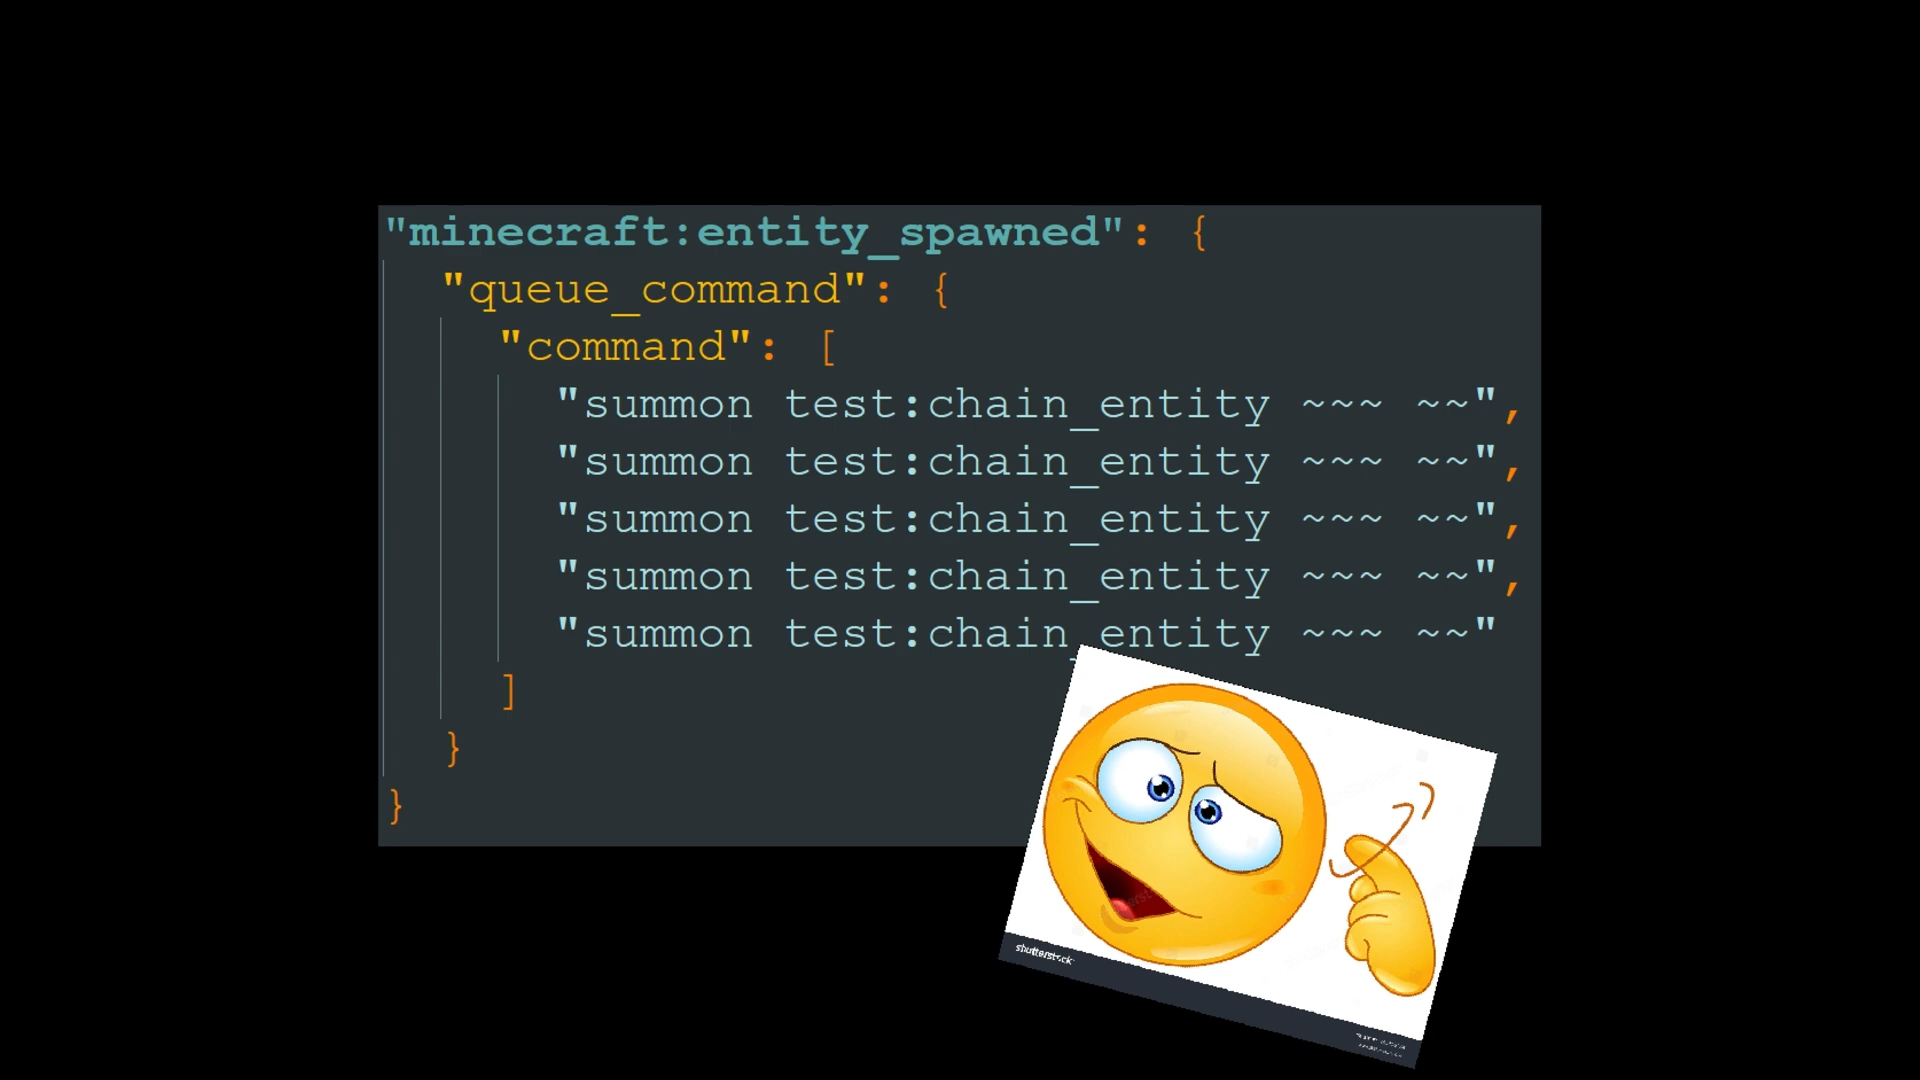 "minecraft:entity_spawned": {
"queue_command": {
"command": [
"summon test:chain_entity ~~~ ~~",
"summon test:chain_entity ~~~ ~~",
"summon test:chain_entity ~~~ ~~",
"summon test:chain_entity ~~~ ~~",
"summon test:chain_entity ~~~ ~~"
]
}
}
shutterstock